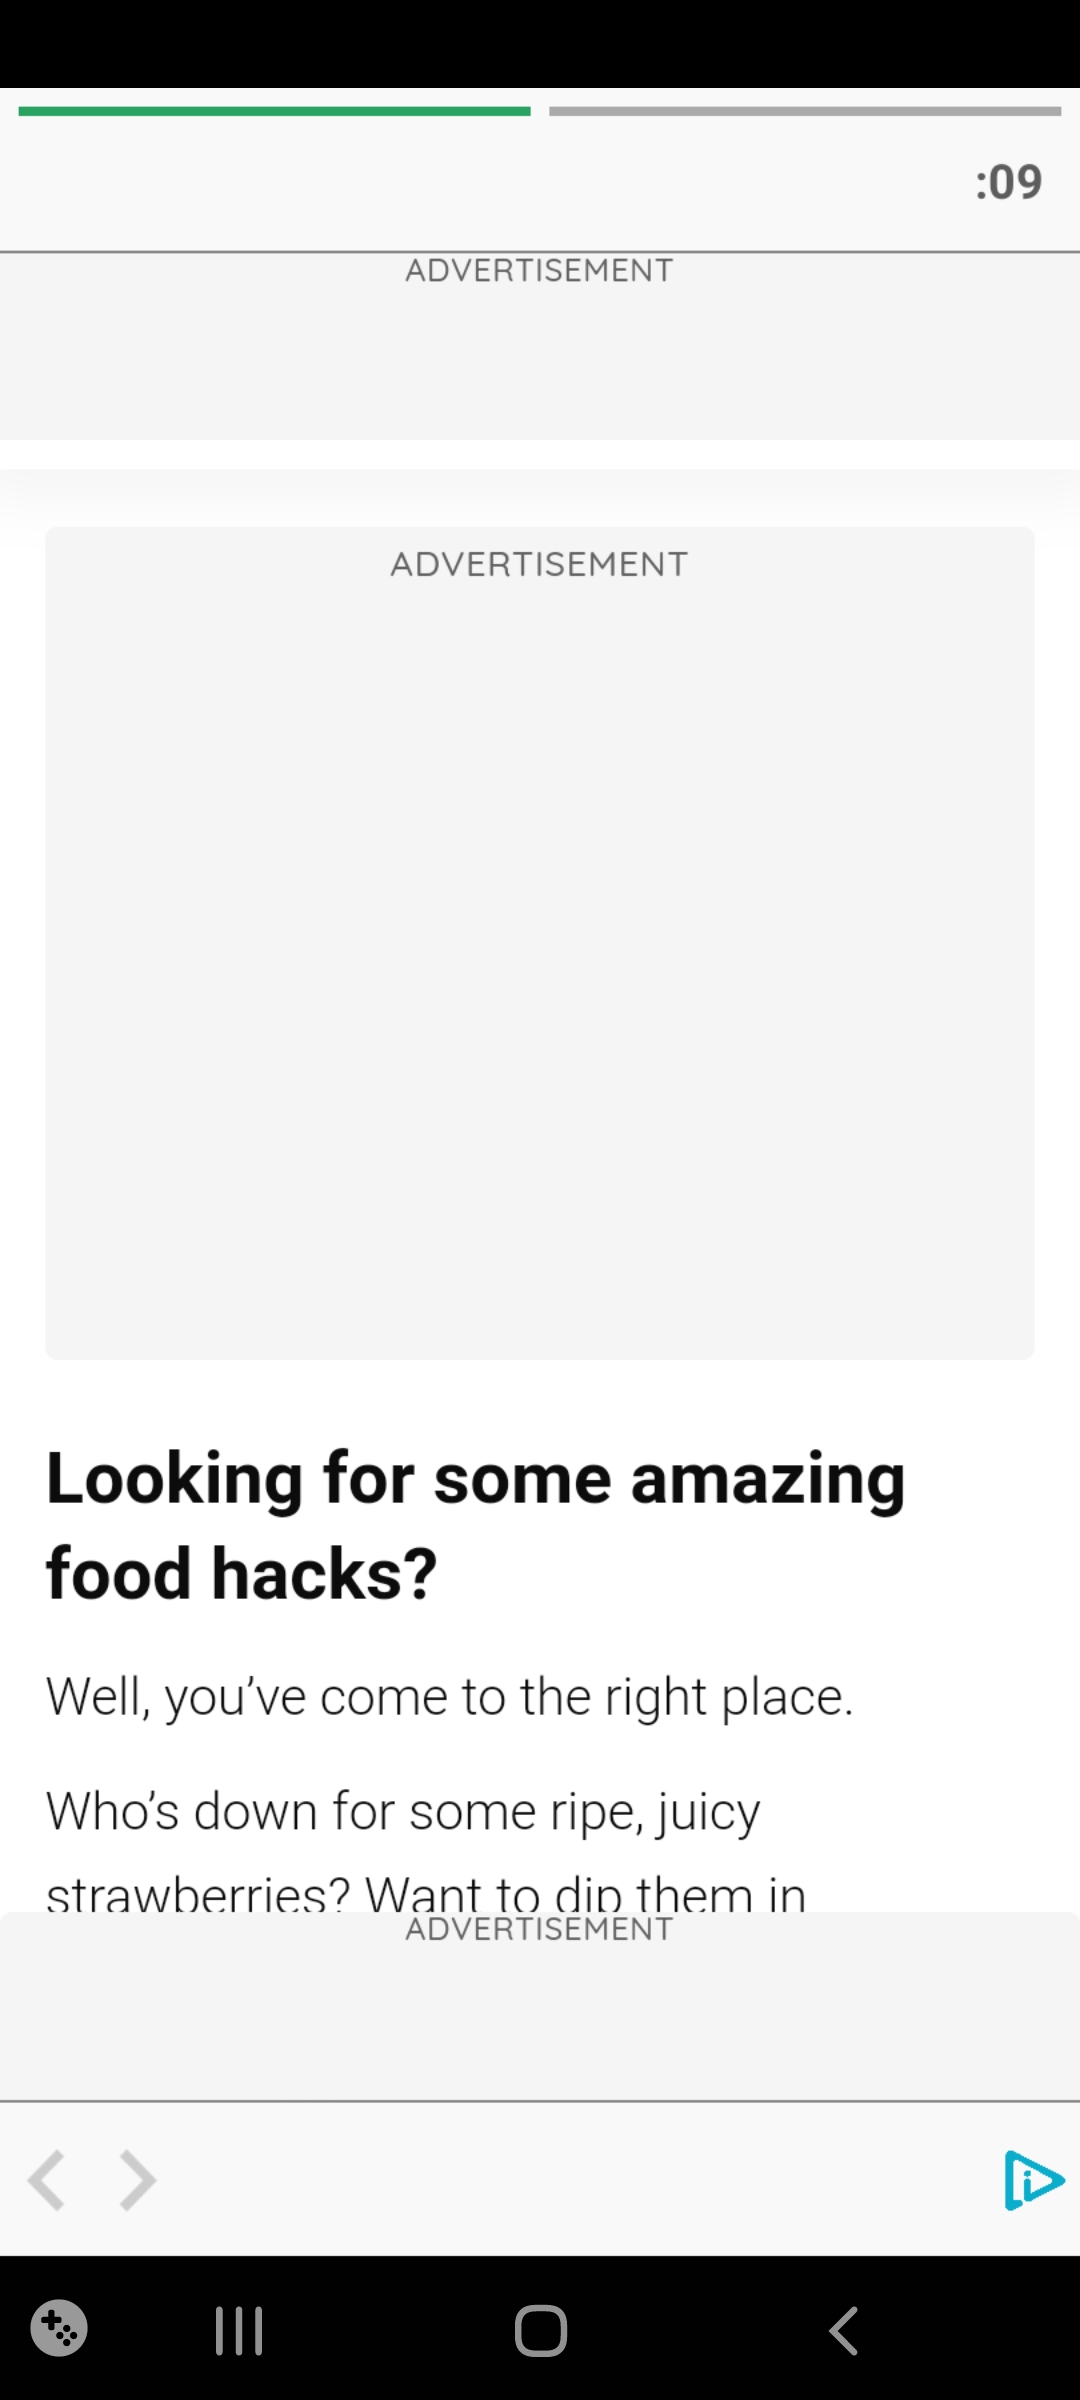 :09
ADVERTISEMENT
ADVERTISEMENT
Looking for some amazing
food hacks?
Well, you’ve come to the right place.
Who’s down for some ripe, juicy
strawberries? Want to dip them in
ADVERTISEMENT